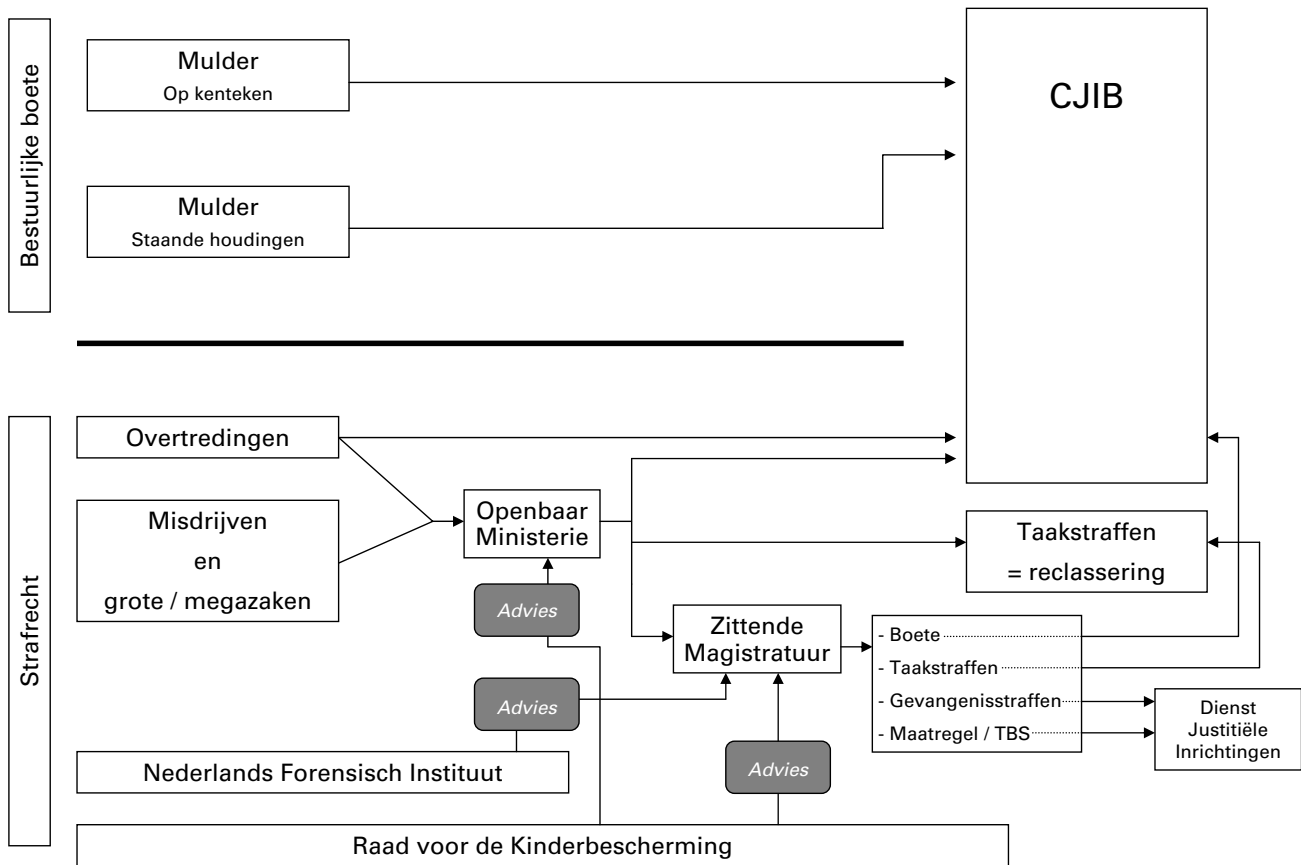 Bestuurlijke boete
Mulder
Op kenteken
CJIB
Mulder
Staande houdingen
Strafrecht
Overtredingen
Misdrijven
en
grote / megazaken
Openbaar
Ministerie
Taakstraffen
= reclassering
Advies
Zittende
Magistratuur
- Boete
- Taakstraffen
- Gevangenisstraffen
- Maatregel / TBS
Dienst
Justitiële
Inrichtingen
Advies
Advies
Nederlands Forensisch Instituut
Raad voor de Kinderbescherming